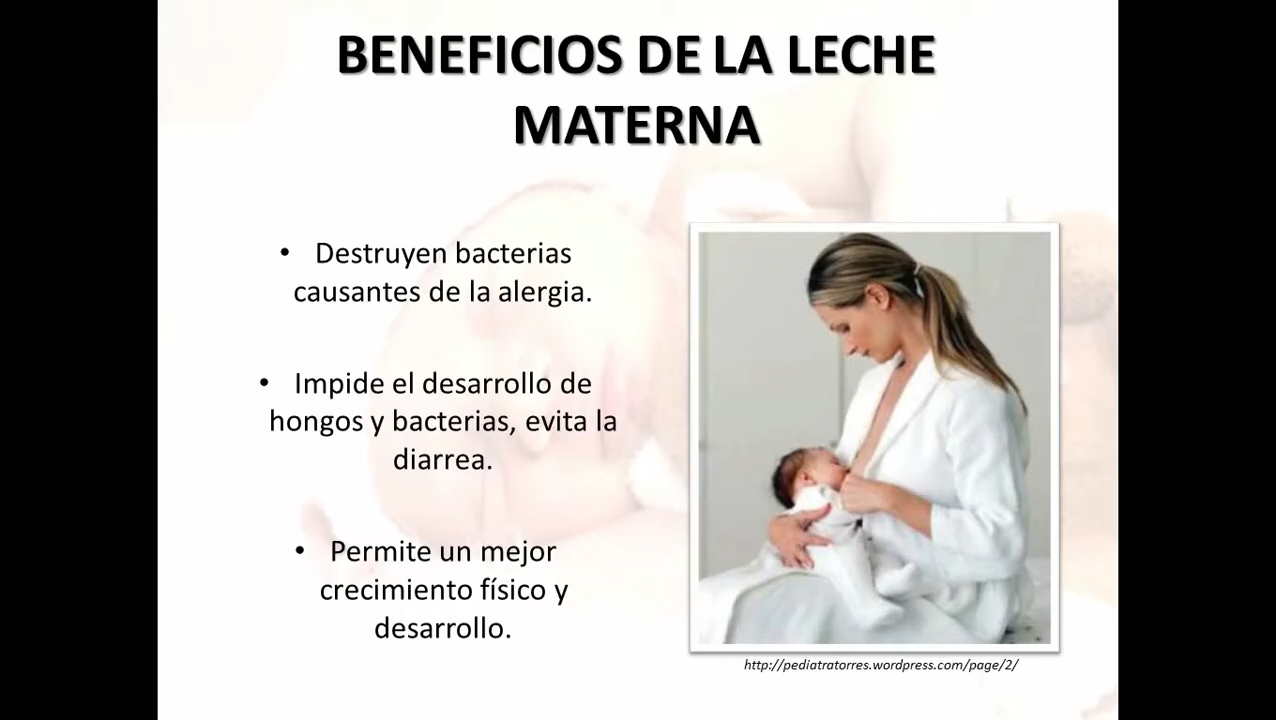 BENEFICIOS DE LA LECHE
MATERNA
• Destruyen bacterias
causantes de la alergia.
• Impide el desarrollo de
hongos y bacterias, evita la
diarrea.
• Permite un mejor
crecimiento físico y
desarrollo.
http://pediatratorres.wordpress.com/page/2/